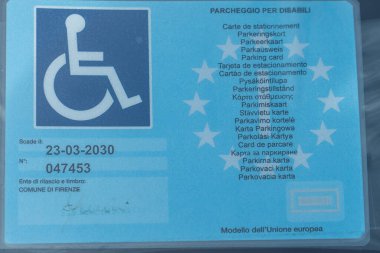 PARCHEGGIO PER DISABILI
Carte de stationnement
Parkeringskort
Parkeerkaart
Parkausweis
Parking card
Tarjeta de estacionamiento
Cartão de estacionamento
Pysäköintilupa
Parkeringstillstånd
Κάρτα στάθμευσης
Parkimiskaart
Stāvvietu karte
Parkavimo kortelė
Karta Parkingowa
Parkolási Kártya
Card de parcare
Карта за паркиране
Parkirna karta
Parkovací karta
Parkovacia karta
Scade il:
23-03-2030
N°:
047453
Ente di rilascio e timbro:
COMUNE DI FIRENZE
Modello dell'Unione europea